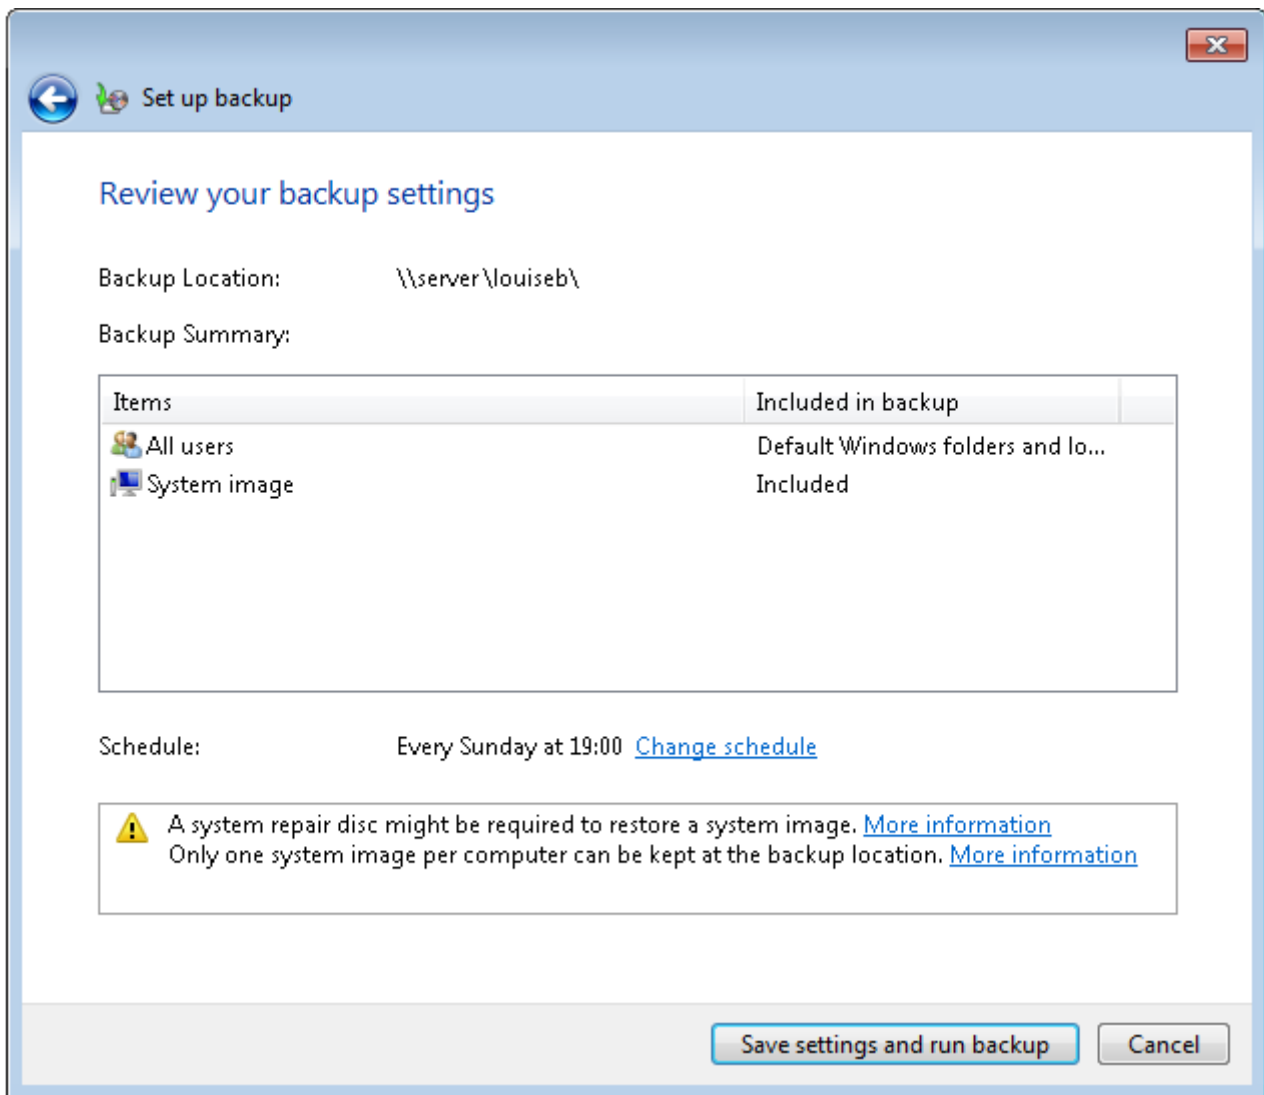 Set up backup
Review your backup settings
Backup Location: \\server\louiseb\
Backup Summary:
Items Included in backup
All users Default Windows folders and lo...
System image Included
Schedule: Every Sunday at 19:00 Change schedule
A system repair disc might be required to restore a system image. More information
Only one system image per computer can be kept at the backup location. More information
Save settings and run backup Cancel